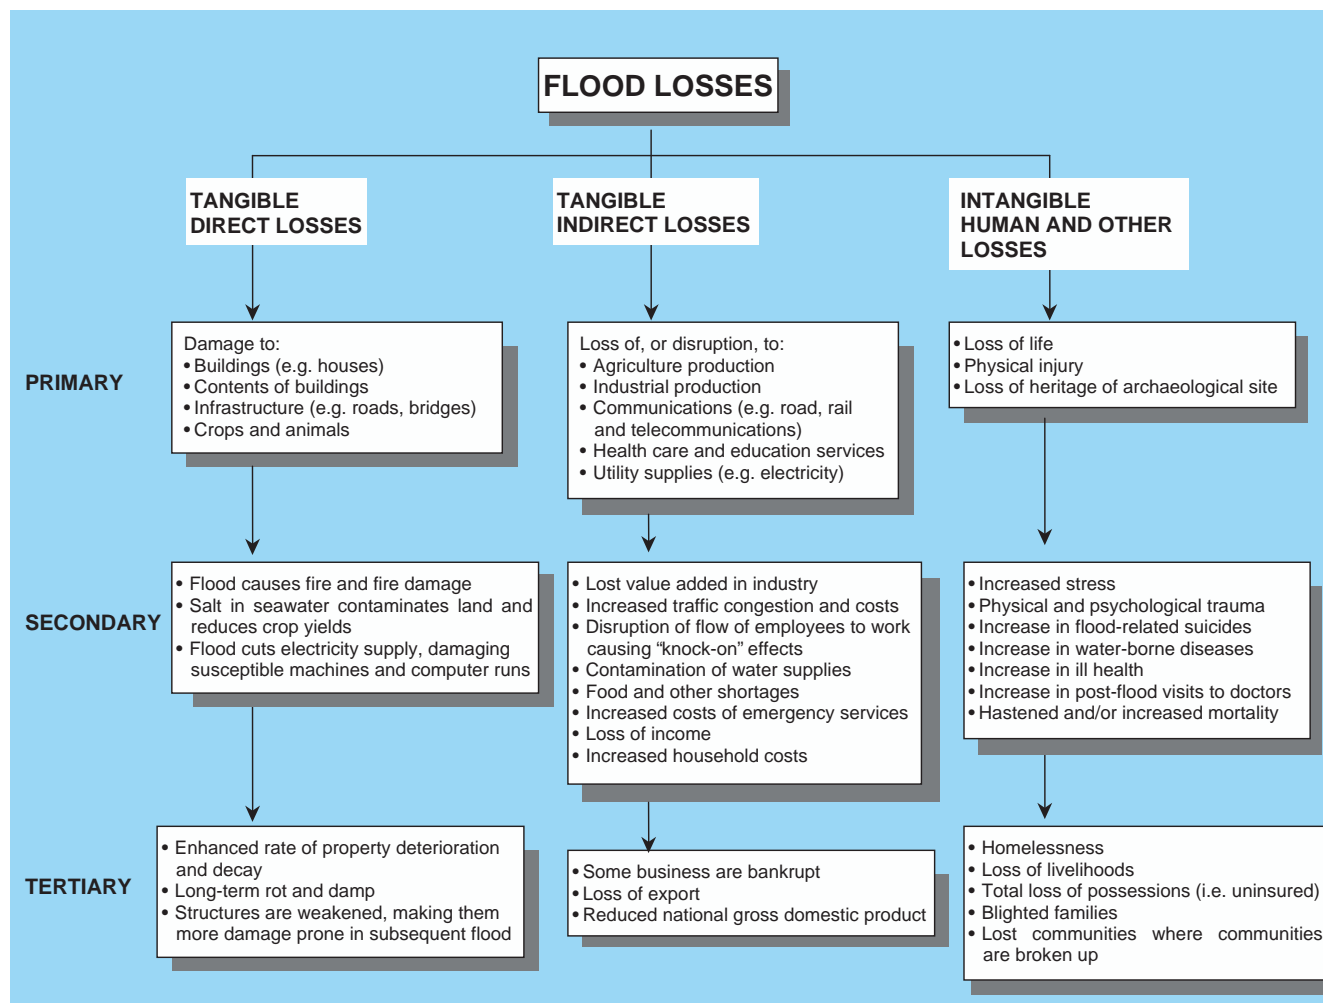 FLOOD LOSSES
TANGIBLE
DIRECT LOSSES
TANGIBLE
INDIRECT LOSSES
INTANGIBLE
HUMAN AND OTHER
LOSSES
PRIMARY
Damage to:
• Buildings (e.g. houses)
• Contents of buildings
• Infrastructure (e.g. roads, bridges)
• Crops and animals
Loss of, or disruption, to:
• Agriculture production
• Industrial production
• Communications (e.g. road, rail
and telecommunications)
• Health care and education services
• Utility supplies (e.g. electricity)
• Loss of life
• Physical injury
• Loss of heritage of archaeological site
SECONDARY
• Flood causes fire and fire damage
• Salt in seawater contaminates land and
reduces crop yields
• Flood cuts electricity supply, damaging
susceptible machines and computer runs
• Lost value added in industry
• Increased traffic congestion and costs
• Disruption of flow of employees to work
causing “knock-on” effects
• Contamination of water supplies
• Food and other shortages
• Increased costs of emergency services
• Loss of income
• Increased household costs
• Increased stress
• Physical and psychological trauma
• Increase in flood-related suicides
• Increase in water-borne diseases
• Increase in ill health
• Increase in post-flood visits to doctors
• Hastened and/or increased mortality
TERTIARY
• Enhanced rate of property deterioration
and decay
• Long-term rot and damp
• Structures are weakened, making them
more damage prone in subsequent flood
• Some business are bankrupt
• Loss of export
• Reduced national gross domestic product
• Homelessness
• Loss of livelihoods
• Total loss of possessions (i.e. uninsured)
• Blighted families
• Lost communities where communities
are broken up